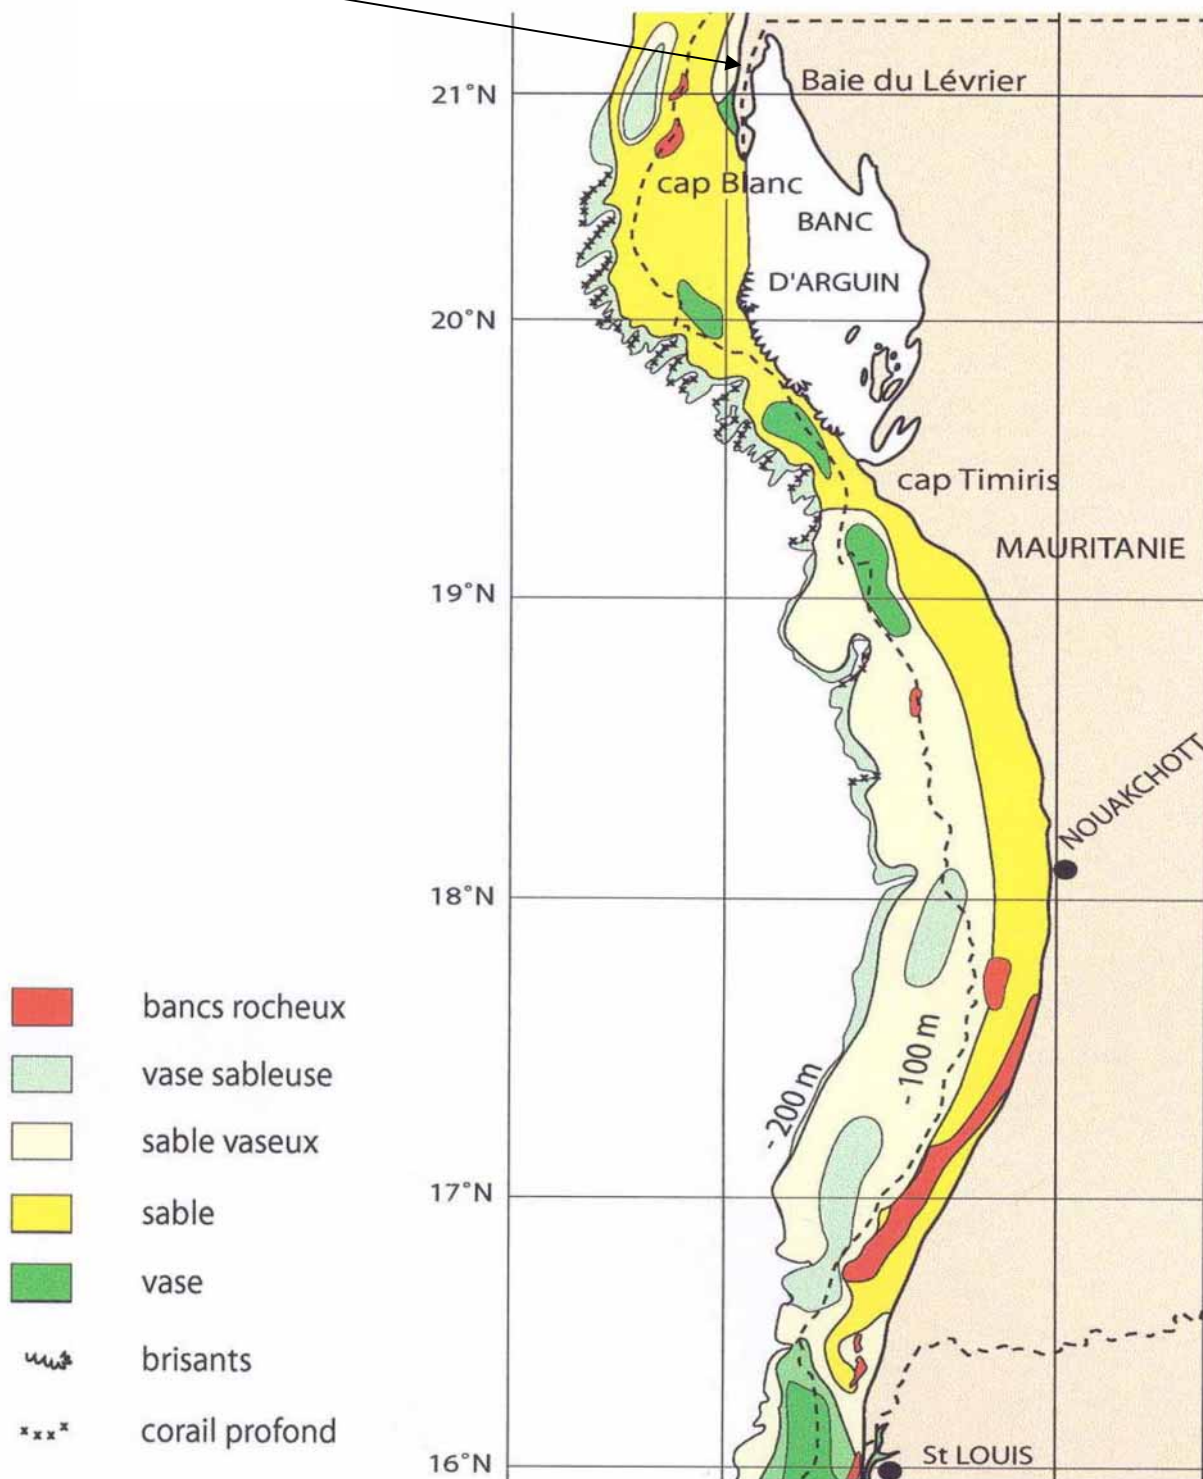 21°N
Baie du Lévrier
cap Blanc
BANC
D'ARGUIN
20°N
cap Timiris
MAURITANIE
19°N
NOUAKCHOTT
18°N
bancs rocheux
vase sableuse
sable vaseux
sable
vase
brisants
corail profond
- 100 m
- 200 m
17°N
St LOUIS
16°N